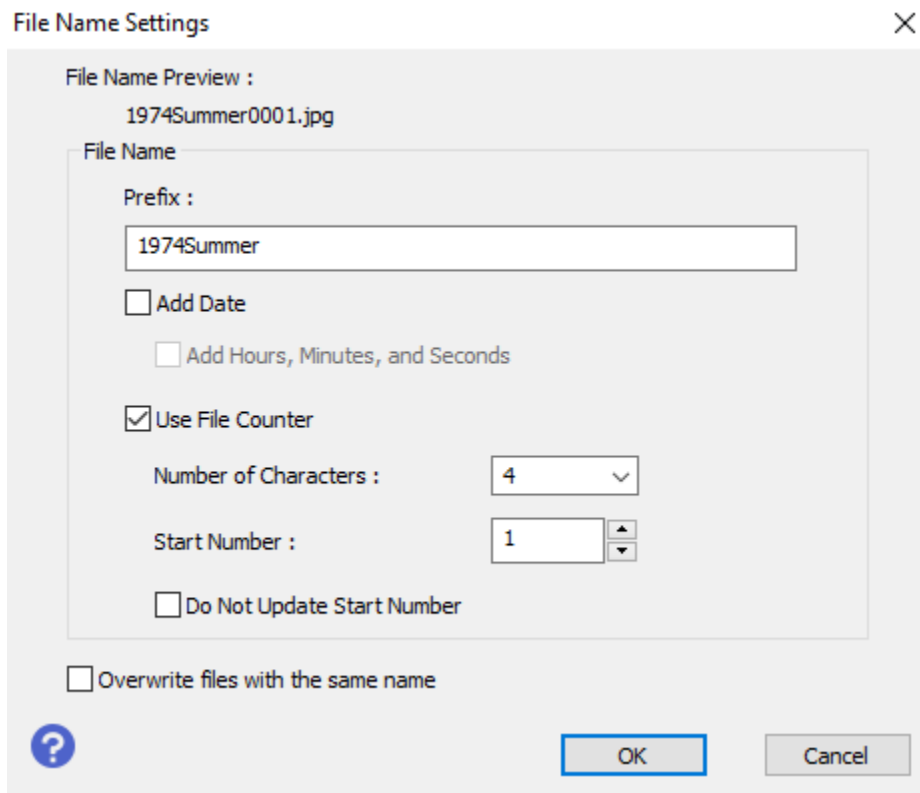 File Name Settings
File Name Preview :
1974Summer0001.jpg
File Name
Prefix :
1974Summer
Add Date
Add Hours, Minutes, and Seconds
Use File Counter
Number of Characters : 4
Start Number : 1
Do Not Update Start Number
Overwrite files with the same name
? OK Cancel